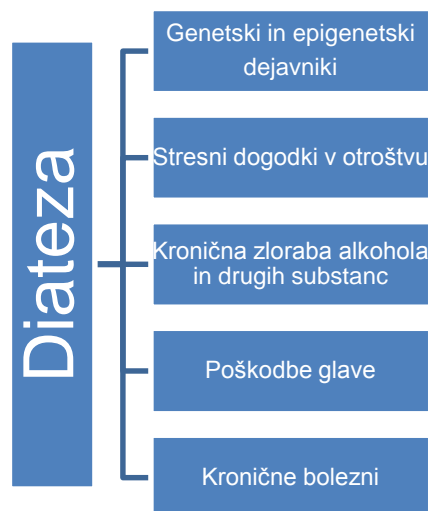 Diateza
Genetski in epigenetski
dejavniki
Stresni dogodki v otroštvu
Kronična zloraba alkohola
in drugih substanc
Poškodbe glave
Kronične bolezni